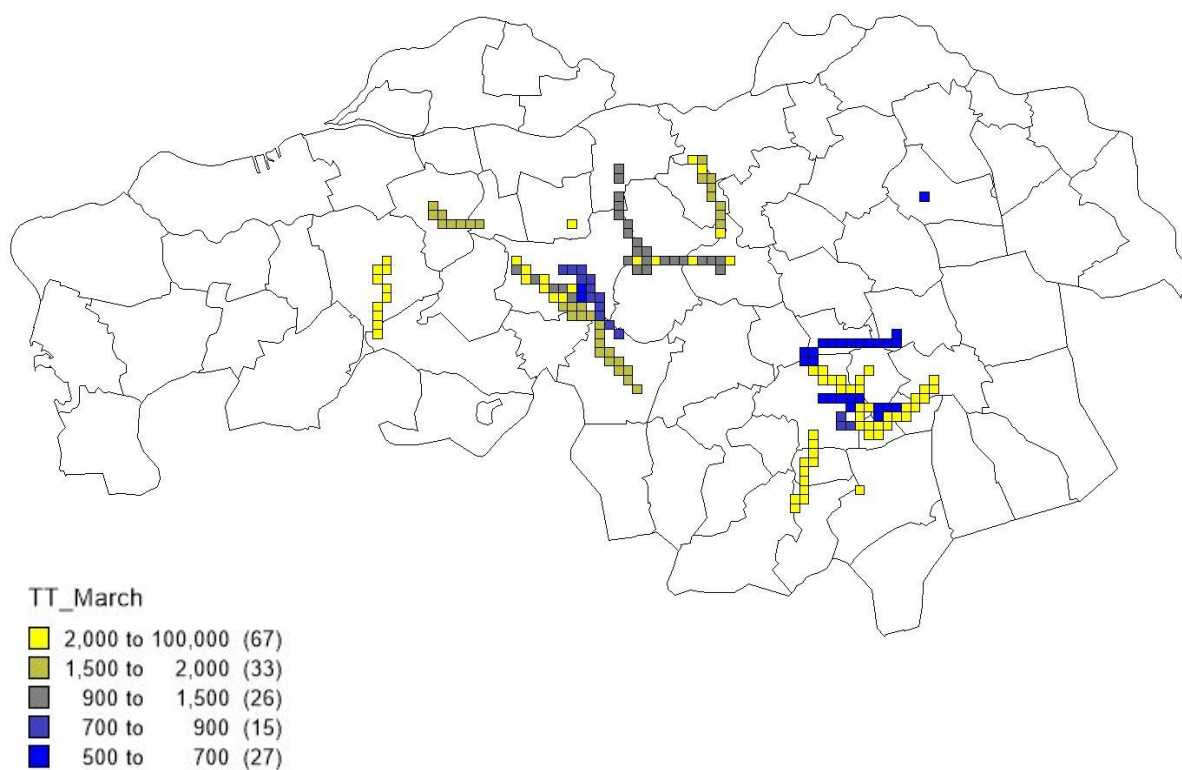 TT_March
2,000 to 100,000 (67)
1,500 to 2,000 (33)
900 to 1,500 (26)
700 to 900 (15)
500 to 700 (27)